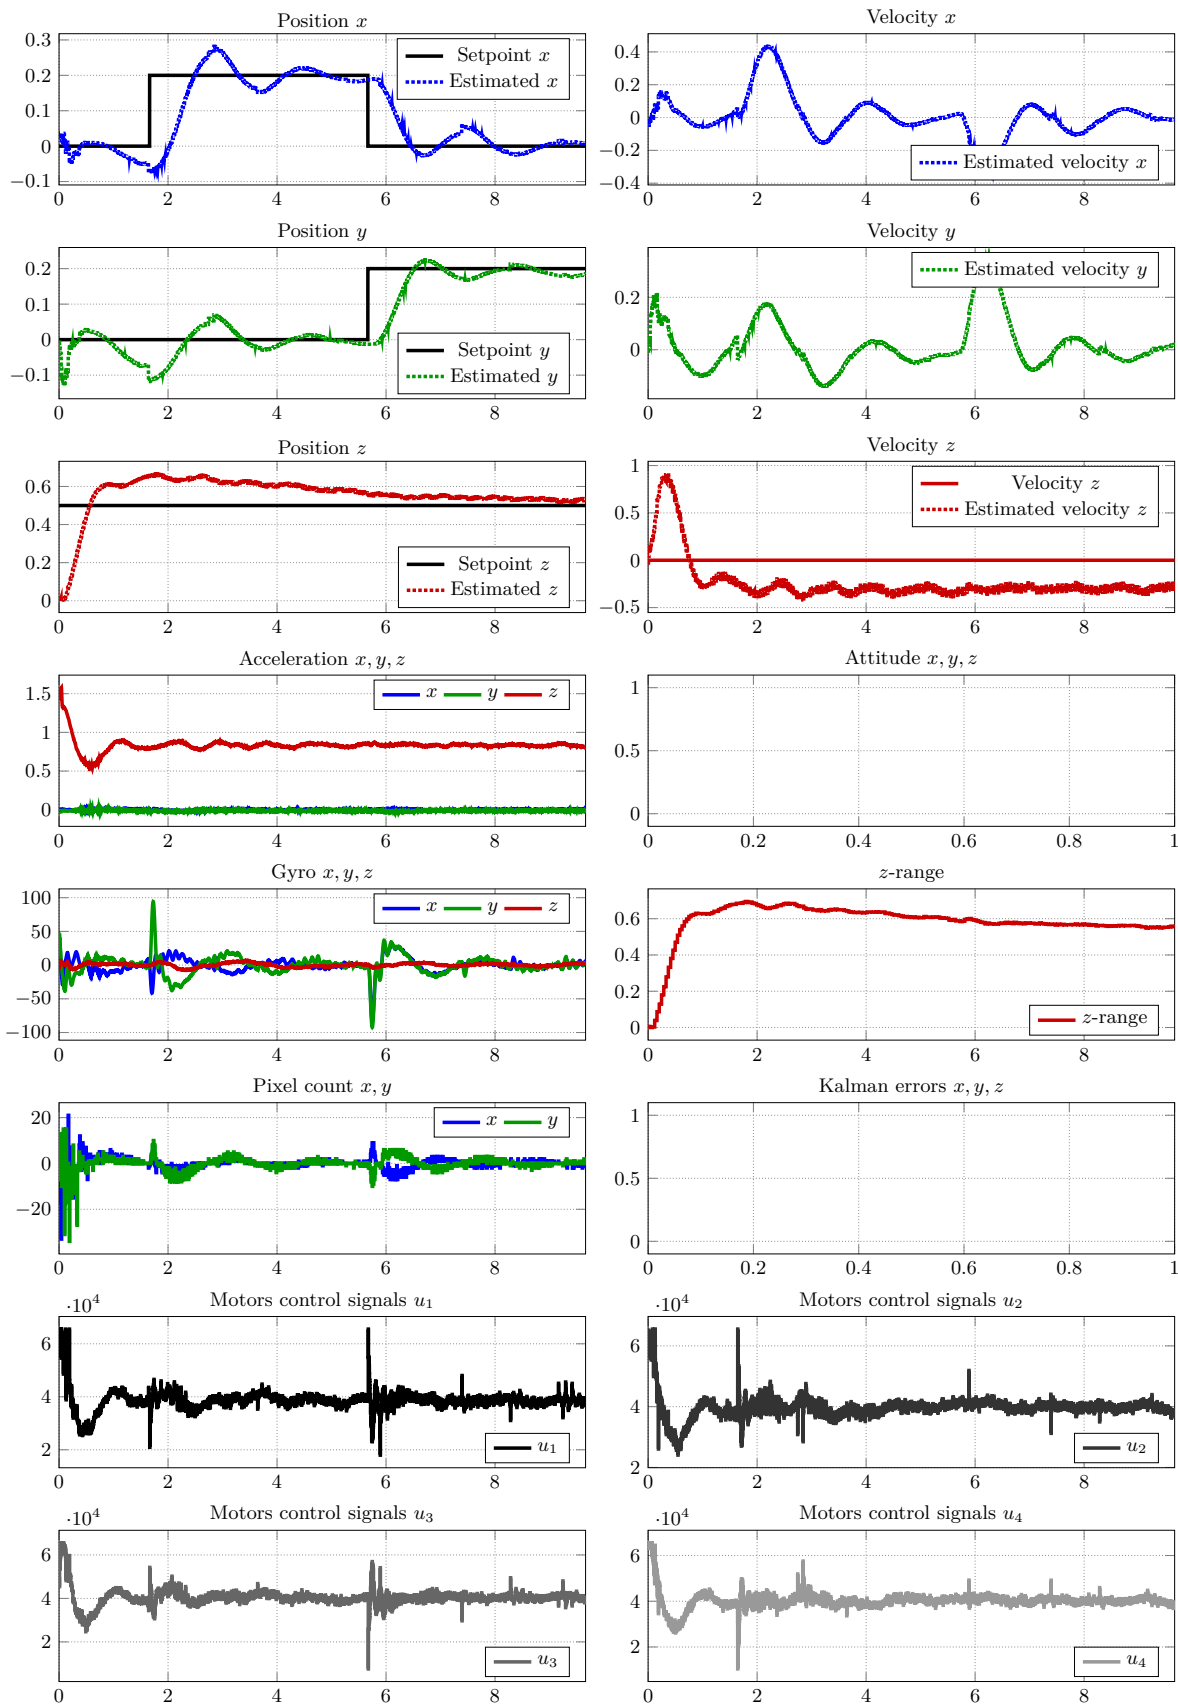 Position x
0.3
0.2
0.1
0
−0.1
Setpoint x
Estimated x
0 2 4 6 8
Velocity x
0.4
0.2
0
−0.2
−0.4
Estimated velocity x
0 2 4 6 8
Position y
0.2
0.1
0
−0.1
Setpoint y
Estimated y
0 2 4 6 8
Velocity y
0.2
0
Estimated velocity y
0 2 4 6 8
Position z
0.6
0.4
0.2
0
Setpoint z
Estimated z
0 2 4 6 8
Velocity z
1
0.5
0
−0.5
Velocity z
Estimated velocity z
0 2 4 6 8
Acceleration x, y, z
1.5
1
0.5
0
x y z
0 2 4 6 8
Attitude x, y, z
1
0.5
0
0 0.2 0.4 0.6 0.8 1
Gyro x, y, z
100
50
0
−50
−100
x y z
0 2 4 6 8
z-range
0.6
0.4
0.2
0
z-range
0 2 4 6 8
Pixel count x, y
20
0
−20
x y
0 2 4 6 8
Kalman errors x, y, z
1
0.5
0
0 0.2 0.4 0.6 0.8 1
Motors control signals u1
·10⁴
6
4
2
u1
0 2 4 6 8
Motors control signals u2
·10⁴
6
4
2
u2
0 2 4 6 8
Motors control signals u3
·10⁴
6
4
2
u3
0 2 4 6 8
Motors control signals u4
·10⁴
6
4
2
u4
0 2 4 6 8